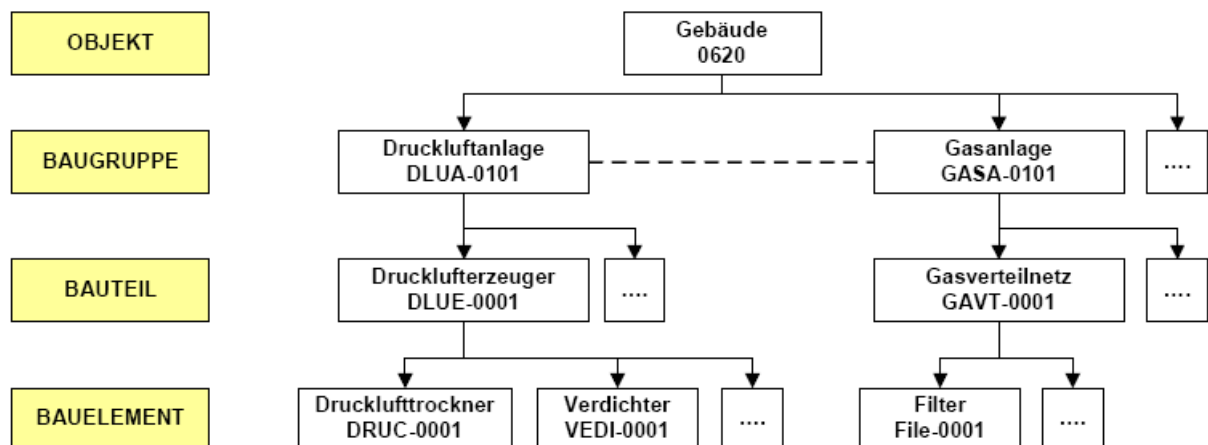 OBJEKT
Gebäude
0620
BAUGRUPPE
Druckluftanlage
DLUA-0101
Gasanlage
GASA-0101
....
BAUTEIL
Drucklufterzeuger
DLUE-0001
....
Gasverteilnetz
GAVT-0001
....
BAUELEMENT
Drucklufttrockner
DRUC-0001
Verdichter
VEDI-0001
....
Filter
File-0001
....